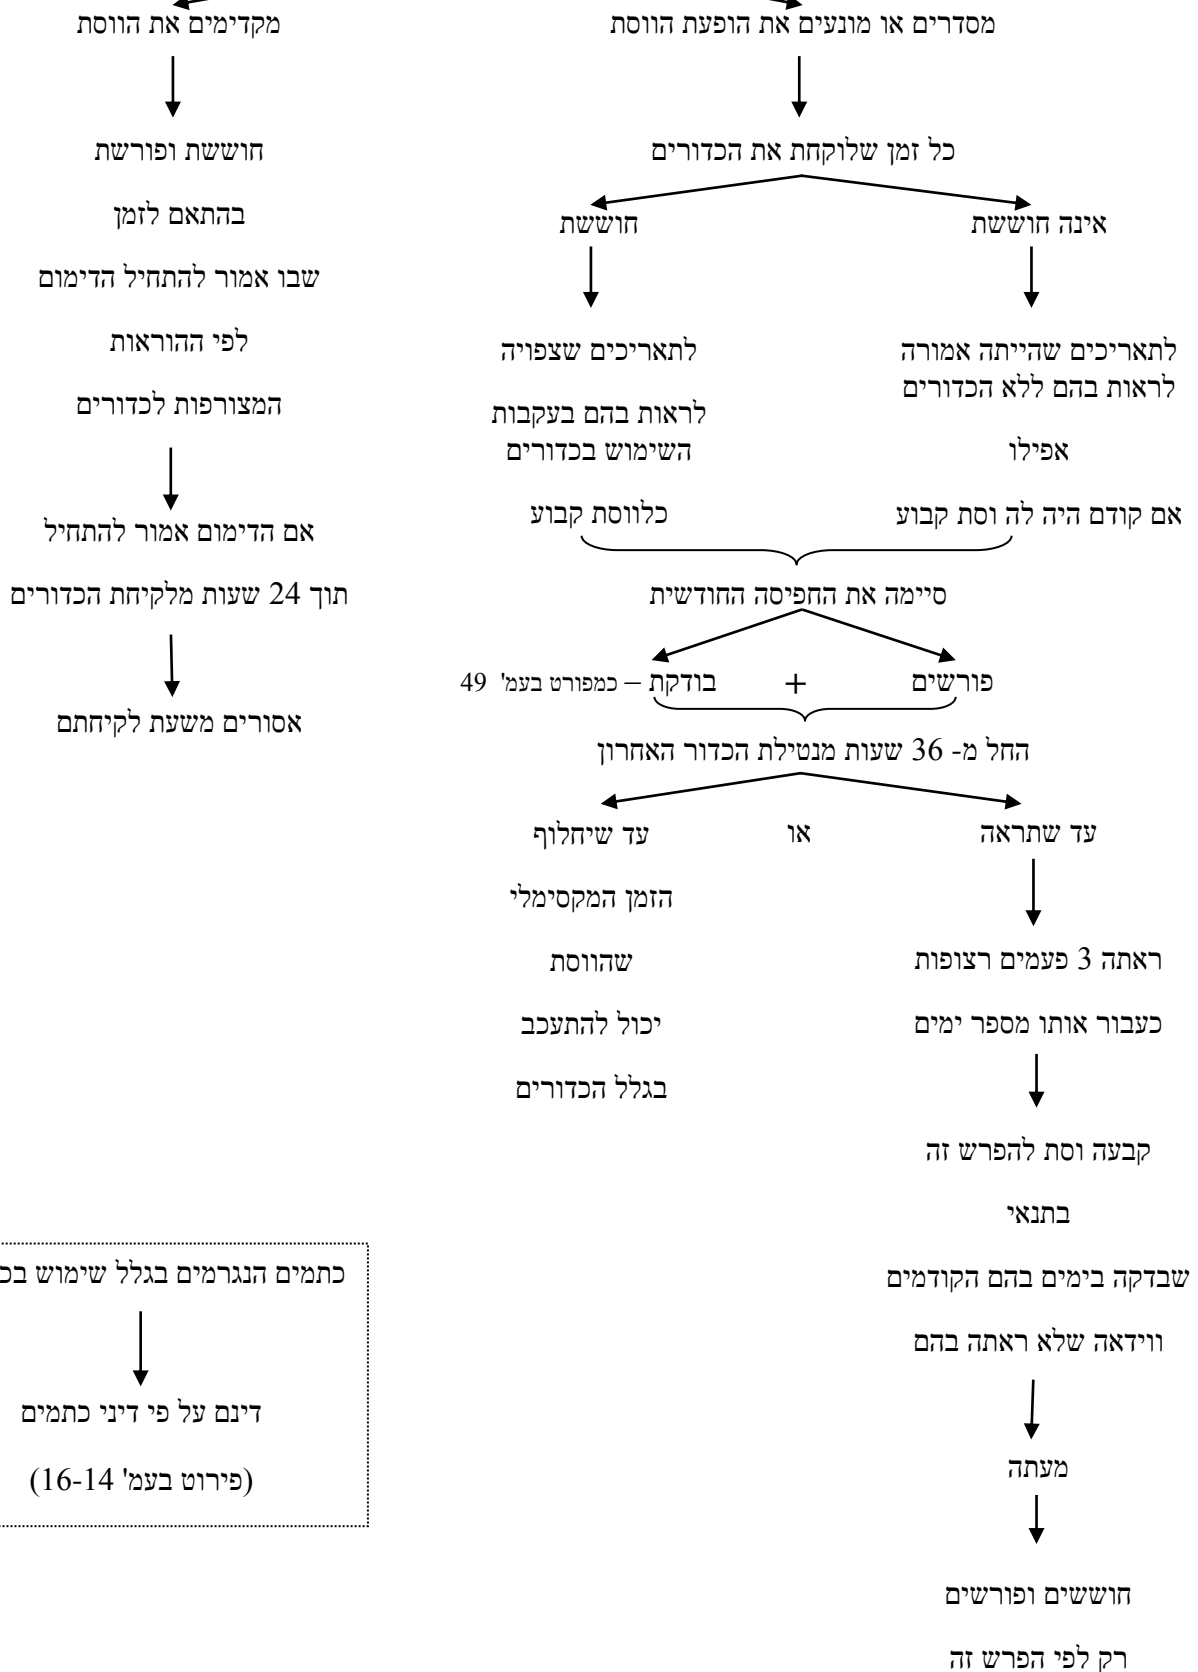 מסדרים או מונעים את הופעת הווסת
כל זמן שלוקחת את הכדורים
אינה חוששת
לתאריכים שהייתה אמורה
לראות בהם ללא הכדורים
אפילו
אם קודם היה לה וסת קבוע
חוששת
לתאריכים שצפויה
לראות בהם בעקבות
השימוש בכדורים
כלווסת קבוע
סיימה את החפיסה החודשית
פורשים + בודקת – כמפורט בעמ' 49
החל מ- 36 שעות מנטילת הכדור האחרון
עד שתראה
או
עד שיחלוף
הזמן המקסימלי
שהווסת
יכול להתעכב
בגלל הכדורים
ראתה 3 פעמים רצופות
כעבור אותו מספר ימים
קבעה וסת להפרש זה
בתנאי
שבדקה בימים בהם הקודמים
ווידאה שלא ראתה בהם
מעתה
חוששים ופורשים
רק לפי הפרש זה
מקדימים את הווסת
חוששת ופורשת
בהתאם לזמן
שבו אמור להתחיל הדימום
לפי ההוראות
המצורפות לכדורים
אם הדימום אמור להתחיל
תוך 24 שעות מלקיחת הכדורים
אסורים משעת לקיחתם
כתמים הנגרמים בגלל שימוש
דינם על פי דיני כתמים
(פירוט בעמ' 16-14)